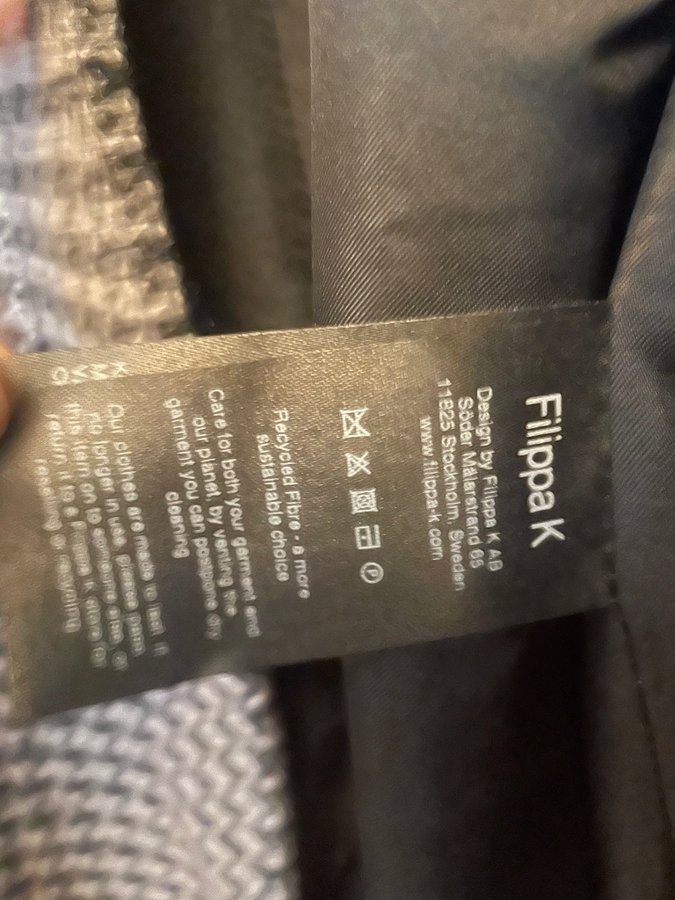 Filippa K
Design by Filippa K AB
Söder Mälarstrand 65
11825 Stockholm, Sweden
www.filippa-k.com
P
Recycled Fibre - a more
sustainable choice
Care for both your garment and
our planet, by venting the
garment you can postpone dry
cleaning
Our clothes are made to last. If
no longer in use, please pass
this item on to someone else, or
return it to a Filippa K store for
reselling or recycling